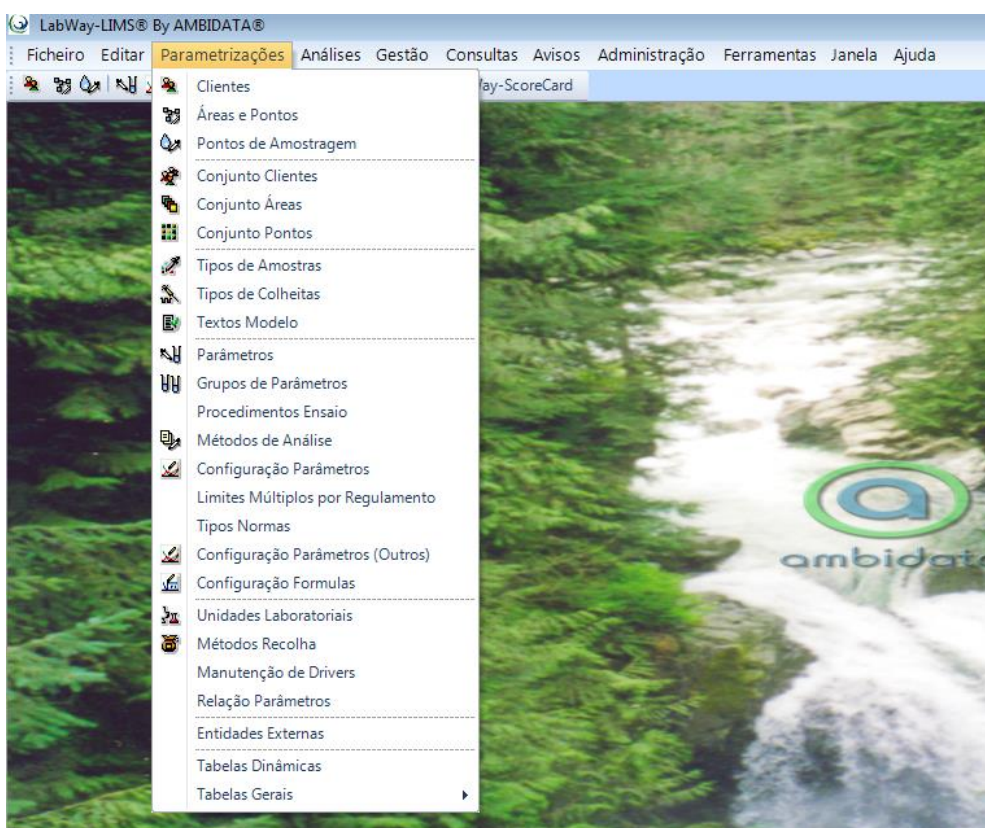 LabWay-LIMS® By AMBIDATA®
Ficheiro Editar Parametrizações Análises Gestão Consultas Avisos Administração Ferramentas Janela Ajuda
ay-ScoreCard
Clientes
Áreas e Pontos
Pontos de Amostragem
Conjunto Clientes
Conjunto Áreas
Conjunto Pontos
Tipos de Amostras
Tipos de Colheitas
Textos Modelo
Parâmetros
Grupos de Parâmetros
Procedimentos Ensaio
Métodos de Análise
Configuração Parâmetros
Limites Múltiplos por Regulamento
Tipos Normas
Configuração Parâmetros (Outros)
Configuração Formulas
Unidades Laboratoriais
Métodos Recolha
Manutenção de Drivers
Relação Parâmetros
Entidades Externas
Tabelas Dinâmicas
Tabelas Gerais
ambidata